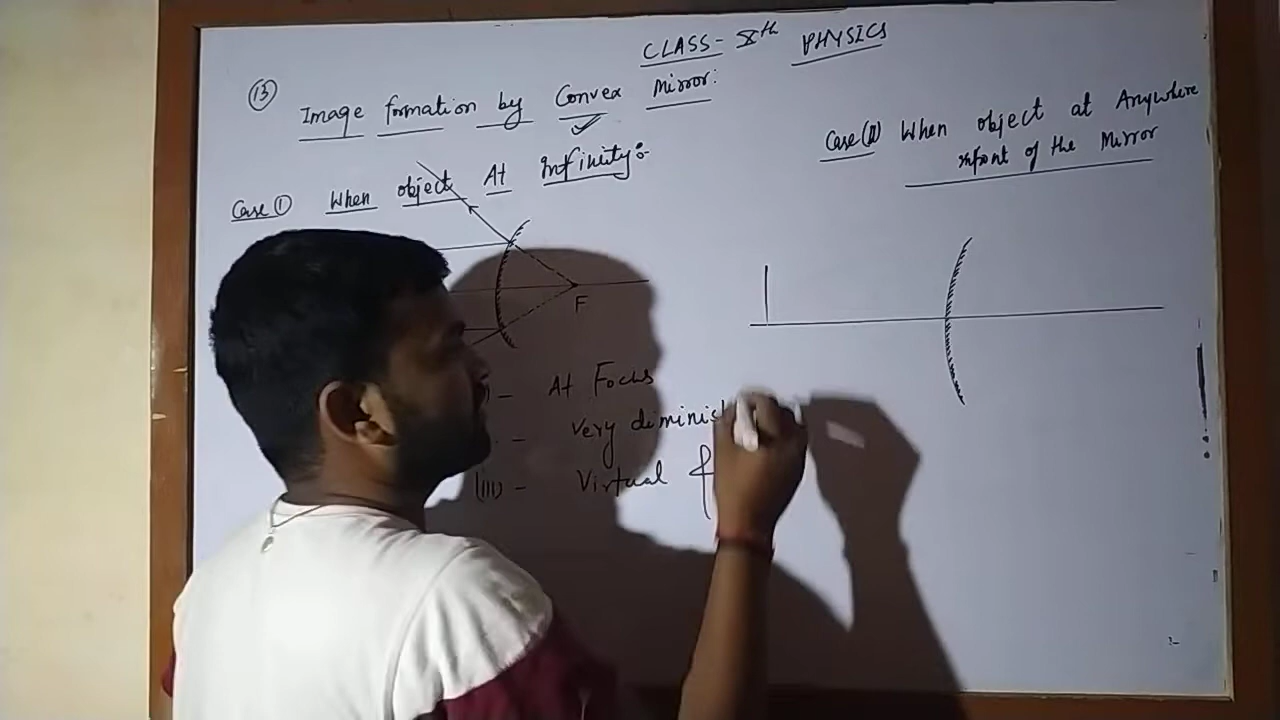 CLASS - Xth PHYSICS
(13) Image formation by Convex Mirror:
Case (I) When object At Infinity:-
F
) - At Focus
- Very diminis
(III) - Virtual &
Case (II) When object at Anywhere
infront of the Mirror